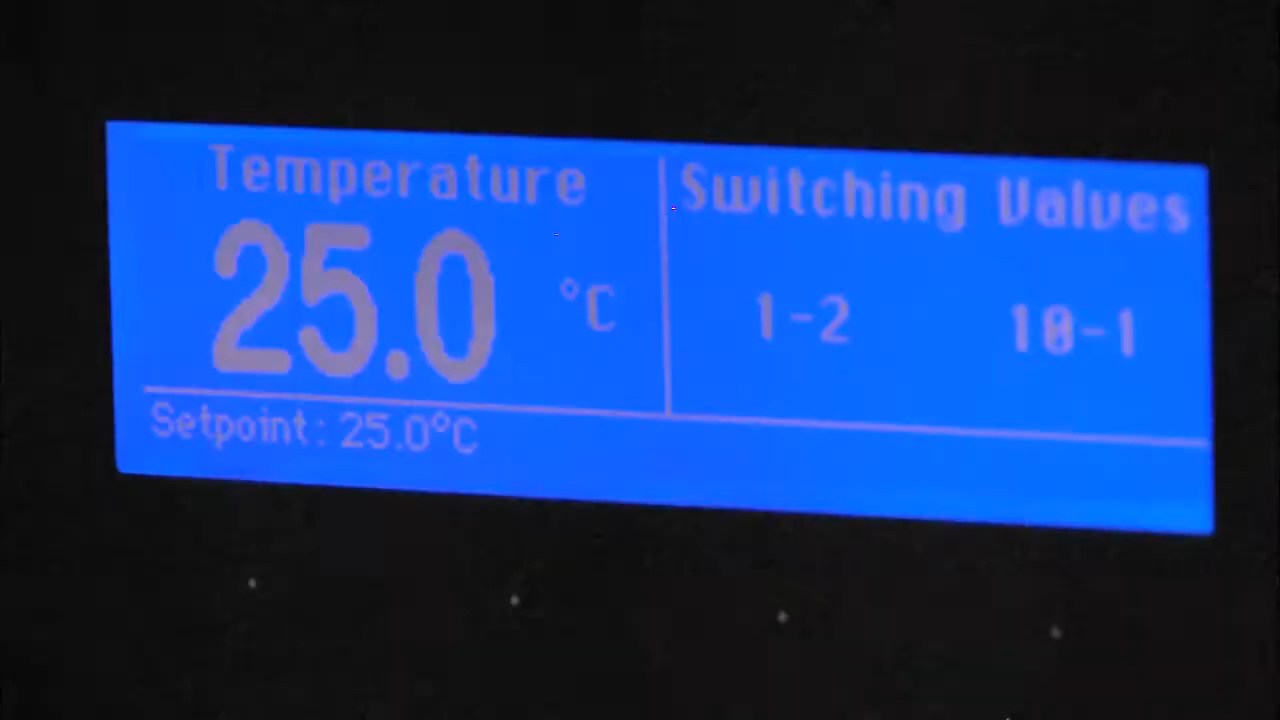 Temperature
25.0 °C
Setpoint: 25.0°C
Switching Valves
1-2 10-1